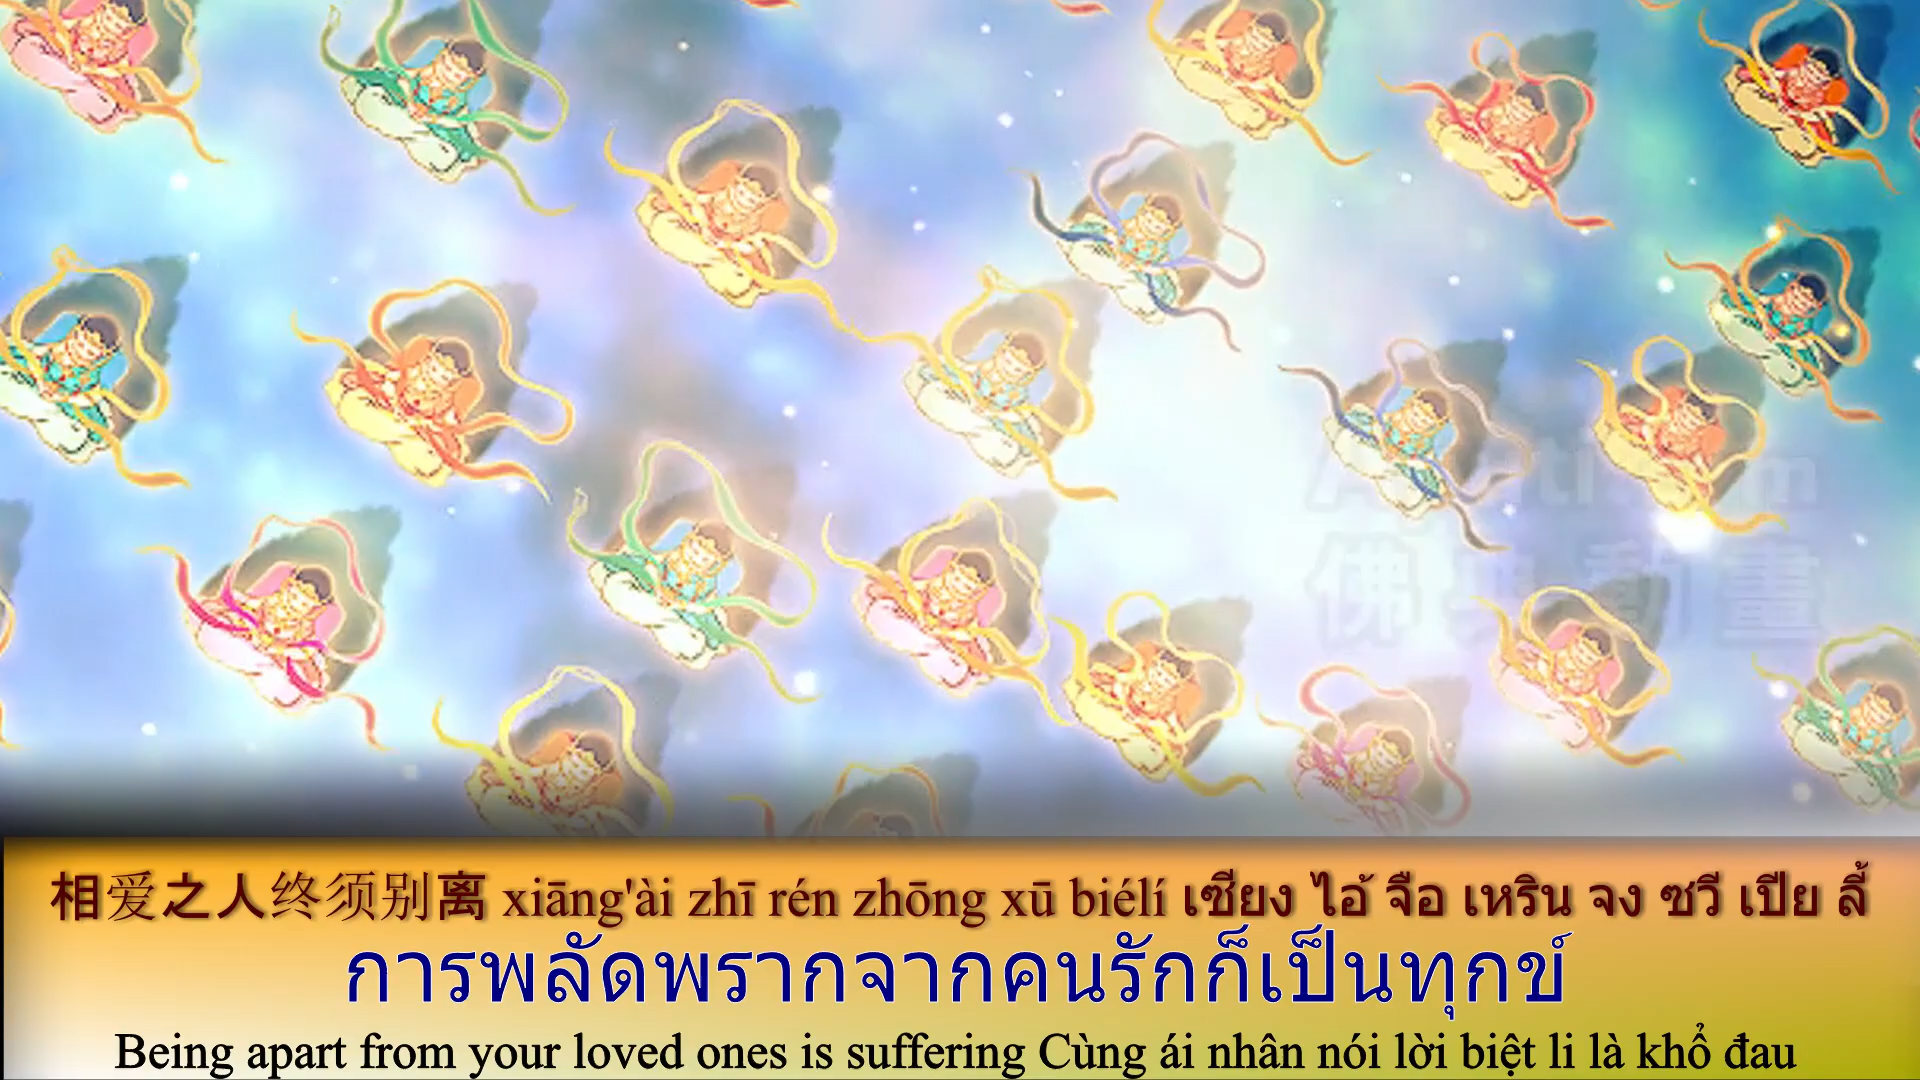 佛典動畫
相爱之人终须别离 xiāng'ài zhī rén zhōng xū biélí เซียง ไอ้ จือ เหริน จง ซวี เปีย ลี้
การพลัดพรากจากคนรักก็เป็นทุกข์
Being apart from your loved ones is suffering Cùng ái nhân nói lời biệt li là khổ đau